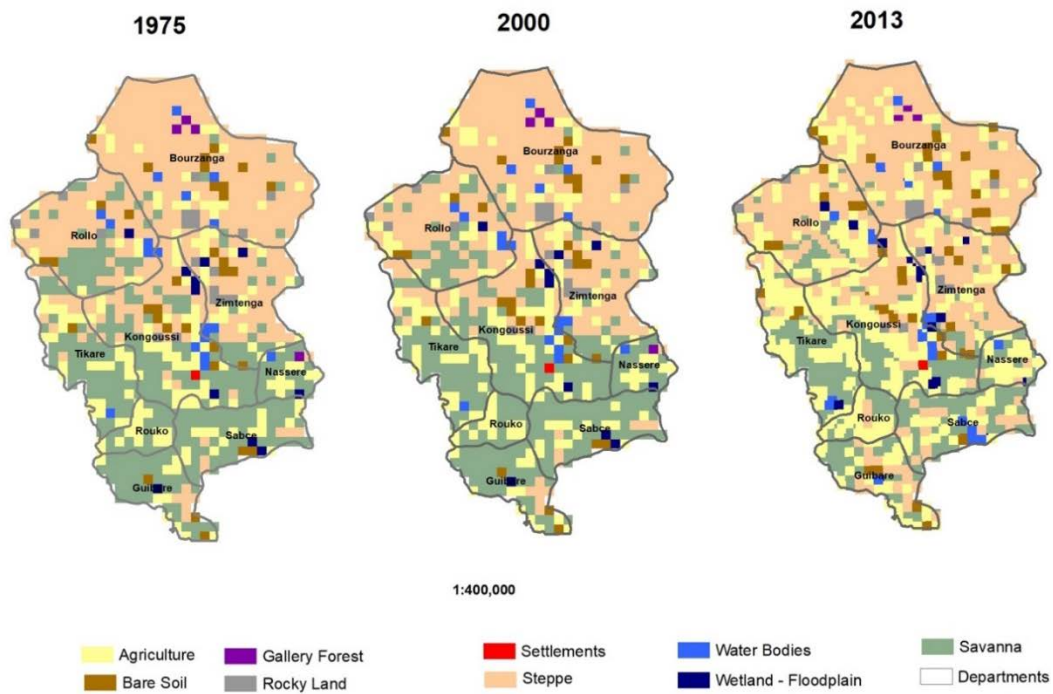 1975
2000
2013
Bourzanga
Rollo
Zimtenga
Kongoussi
Tikare
Nassere
Rouko
Sabce
Guibare
Bourzanga
Rollo
Zimtenga
Kongoussi
Tikare
Nassere
Rouko
Sabce
Guibare
Bourzanga
Rollo
Zimtenga
Kongoussi
Tikare
Nassere
Rouko
Sabce
Guibare
1:400,000
Agriculture
Gallery Forest
Settlements
Water Bodies
Savanna
Bare Soil
Rocky Land
Steppe
Wetland - Floodplain
Departments